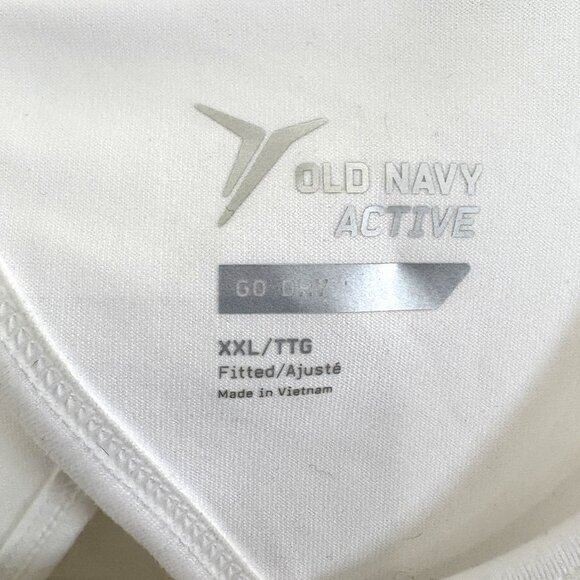 OLD NAVY
ACTIVE
GO DRY
XXL/TTG
Fitted/Ajusté
Made in Vietnam